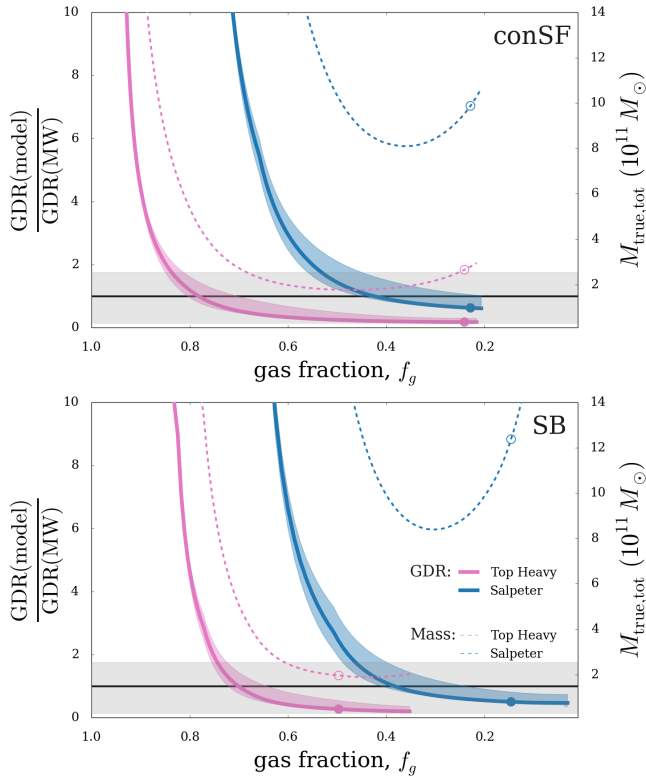 conSF
10
8
6
4
2
0
14
12
10
8
6
4
2
GDR(model)
GDR(MW)
M_true,tot (10^11 M_⊙)
1.0 0.8 0.6 0.4 0.2
gas fraction, f_g
SB
10
8
6
4
2
0
14
12
10
8
6
4
2
0
GDR(model)
GDR(MW)
M_true,tot (10^11 M_⊙)
GDR: Top Heavy
Salpeter
Mass: Top Heavy
Salpeter
1.0 0.8 0.6 0.4 0.2
gas fraction, f_g